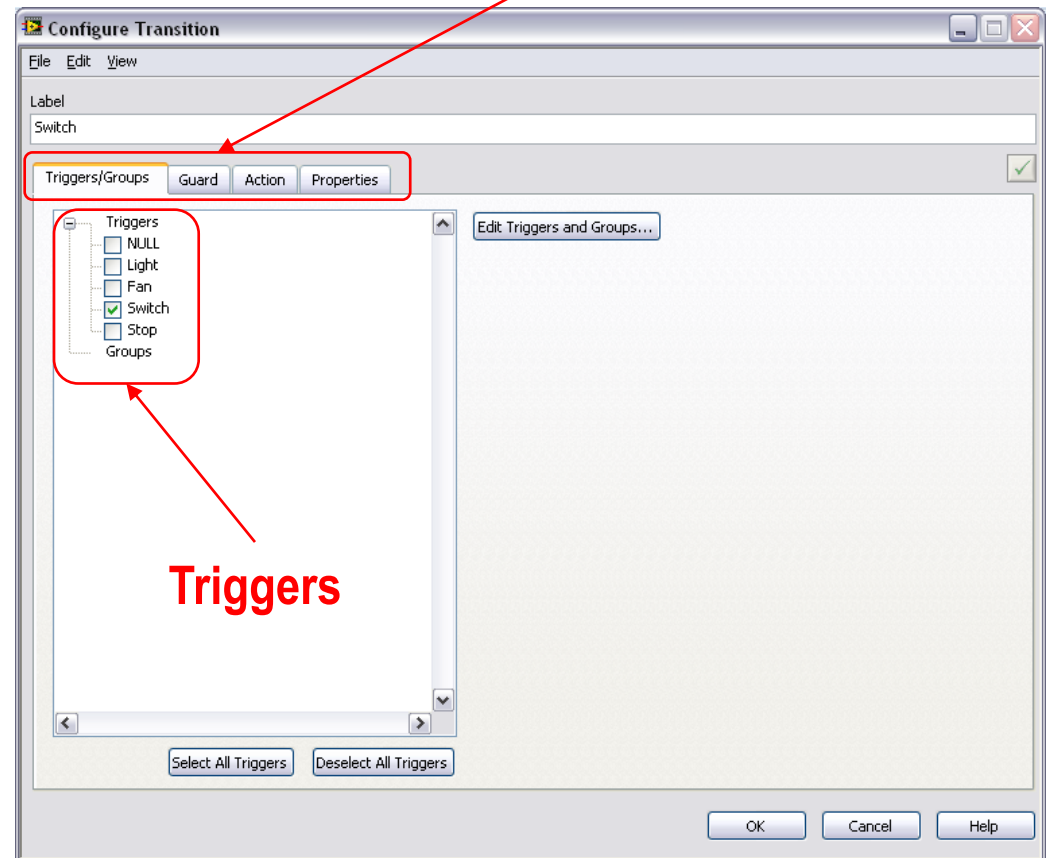 Configure Transition
File Edit View
Label
Switch
Triggers/Groups Guard Action Properties
Triggers
NULL
Light
Fan
Switch
Stop
Groups
Edit Triggers and Groups...
Triggers
Select All Triggers Deselect All Triggers
OK Cancel Help